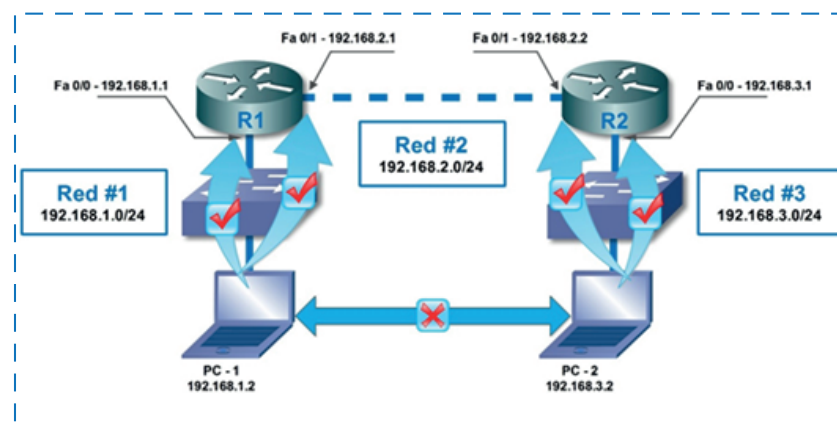 Fa 0/1 - 192.168.2.1
Fa 0/1 - 192.168.2.2
Fa 0/0 - 192.168.1.1
Fa 0/0 - 192.168.3.1
R1
R2
Red #2
192.168.2.0/24
Red #1
192.168.1.0/24
Red #3
192.168.3.0/24
PC - 1
192.168.1.2
PC - 2
192.168.3.2